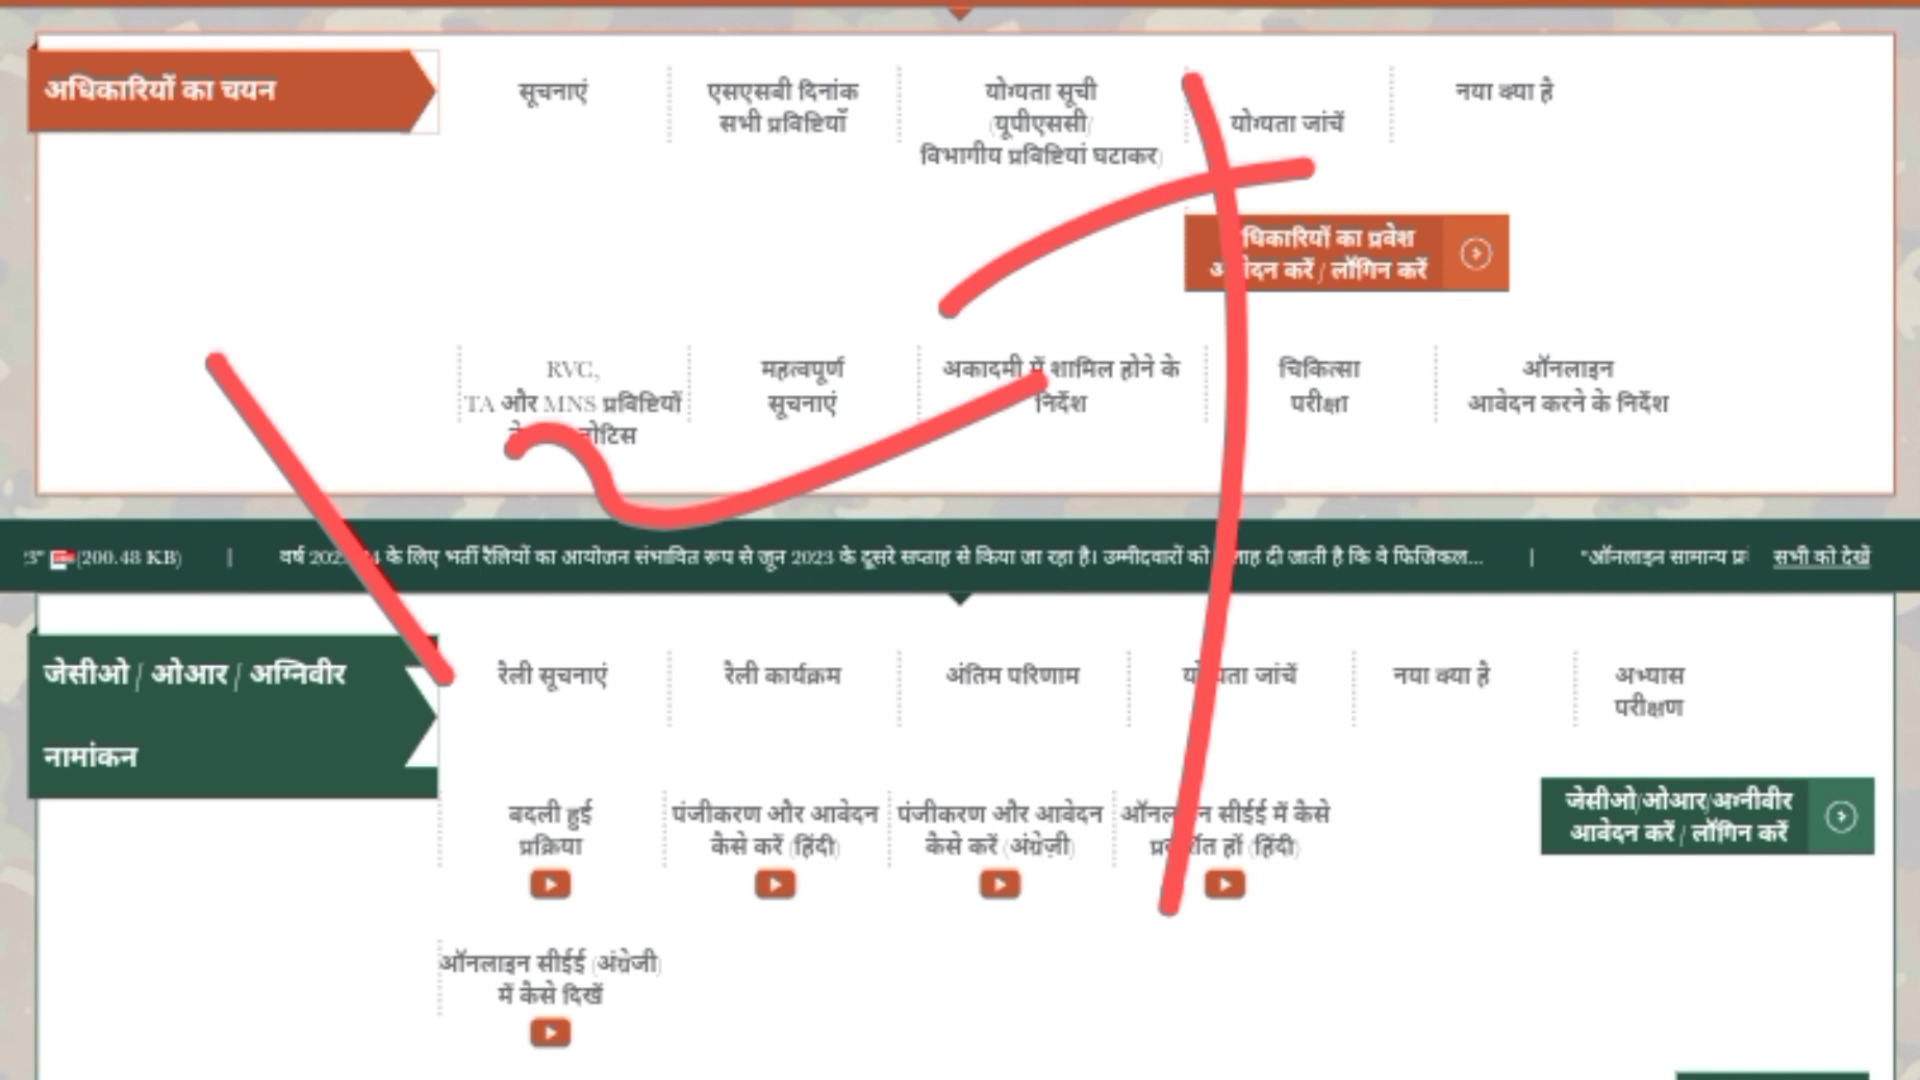 अधिकारियों का चयन
सूचनाएं
एसएसबी दिनांक
सभी प्रविष्टियाँ
योग्यता सूची
(यूपीएससी/
विभागीय प्रविष्टियां घटाकर)
योग्यता जांचें
नया क्या है
का प्रवेश
करें / लॉगिन करें
RVC,
TA और MNS प्रविष्टियों
महत्वपूर्ण
सूचनाएं
अकादमी में शामिल होने के
निर्देश
चिकित्सा
परीक्षा
ऑनलाइन
आवेदन करने के निर्देश
(200.48 KB) | वर्ष के लिए भर्ती रैलियों का आयोजन संभावित रूप से जून 2023 के दूसरे सप्ताह से किया जा रहा है। उम्मीदवारों को दी जाती है कि वे फिजिकल... | "ऑनलाइन सामान्य सभी को देखें
जेसीओ / ओआर / अग्निवीर
नामांकन
रैली सूचनाएं
रैली कार्यक्रम
अंतिम परिणाम
जांचें
नया क्या है
अभ्यास
परीक्षण
बदली हुई
प्रक्रिया
पंजीकरण और आवेदन
कैसे करें (हिंदी)
पंजीकरण और आवेदन
कैसे करें (अंग्रेज़ी)
सीईई में कैसे
हों (हिंदी)
जेसीओ/ओआर/अग्नीवीर
आवेदन करें / लॉगिन करें
ऑनलाइन सीईई (अंग्रेजी)
में कैसे दिखें